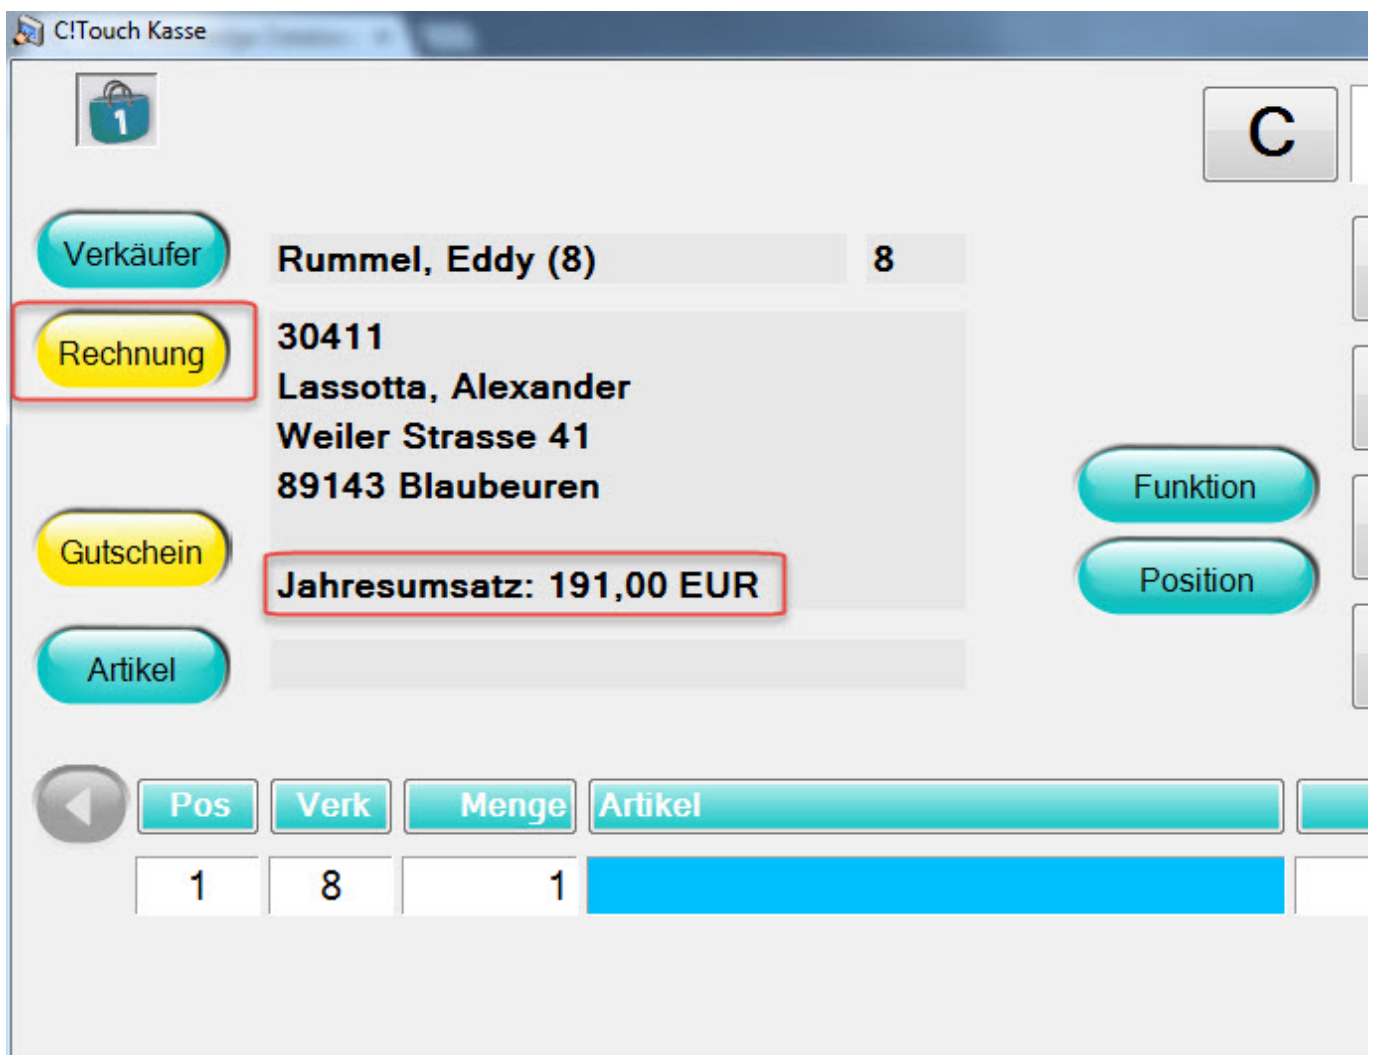 C!Touch Kasse
1
C
Verkäufer
Rummel, Eddy (8)
8
Rechnung
30411
Lassotta, Alexander
Weiler Strasse 41
89143 Blaubeuren
Funktion
Gutschein
Jahresumsatz: 191,00 EUR
Position
Artikel
Pos Verk Menge Artikel
1 8 1